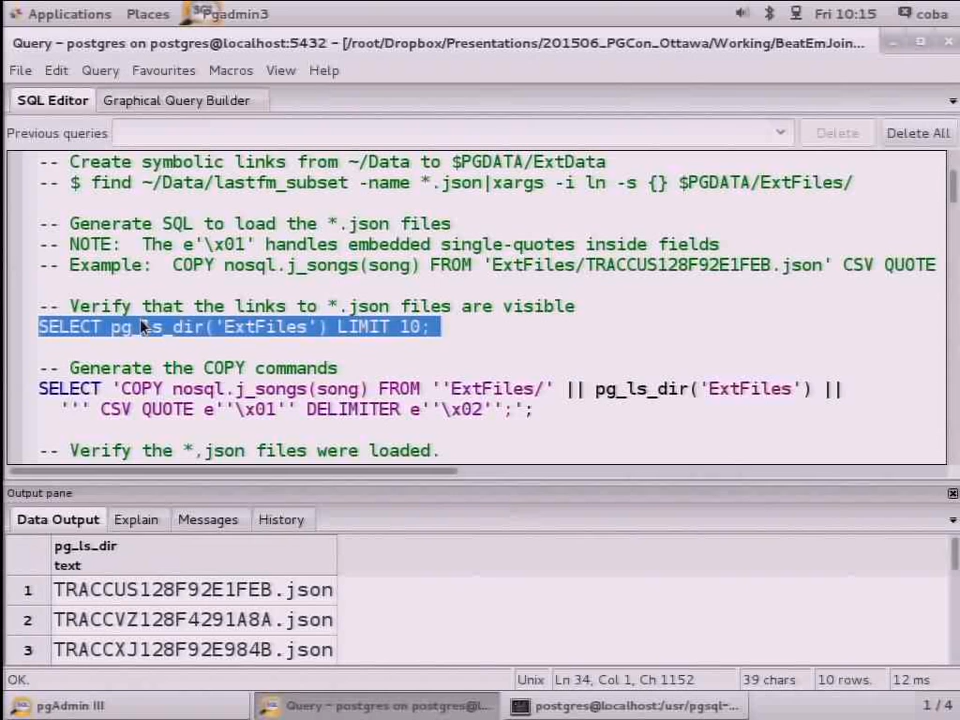 Applications Places Pgadmin3 Fri 10:15 coba
Query - postgres on postgres@localhost:5432 - [/root/Dropbox/Presentations/201506_PGCon_Ottawa/Working/BeatEmJoin...
File Edit Query Favourites Macros View Help
SQL Editor Graphical Query Builder
Previous queries Delete Delete All
-- Create symbolic links from ~/Data to $PGDATA/ExtData
-- $ find ~/Data/lastfm_subset -name *.json|xargs -i ln -s {} $PGDATA/ExtFiles/
-- Generate SQL to load the *.json files
-- NOTE: The e'\x01' handles embedded single-quotes inside fields
-- Example: COPY nosql.j_songs(song) FROM 'ExtFiles/TRACCUS128F92E1FEB.json' CSV QUOTE
-- Verify that the links to *.json files are visible
SELECT pg_ls_dir('ExtFiles') LIMIT 10;
-- Generate the COPY commands
SELECT 'COPY nosql.j_songs(song) FROM ''ExtFiles/' || pg_ls_dir('ExtFiles') ||
''' CSV QUOTE e''\x01'' DELIMITER e''\x02'';';
-- Verify the *,json files were loaded.
Output pane
Data Output Explain Messages History
pg_ls_dir
text
1 TRACCUS128F92E1FEB.json
2 TRACCVZ128F4291A8A.json
3 TRACCXJ128F92E984B.json
OK. Unix Ln 34, Col 1, Ch 1152 39 chars 10 rows. 12 ms
pgAdmin III Query - postgres on postgres@l... postgres@localhost:/usr/pgsql-... 1 / 4